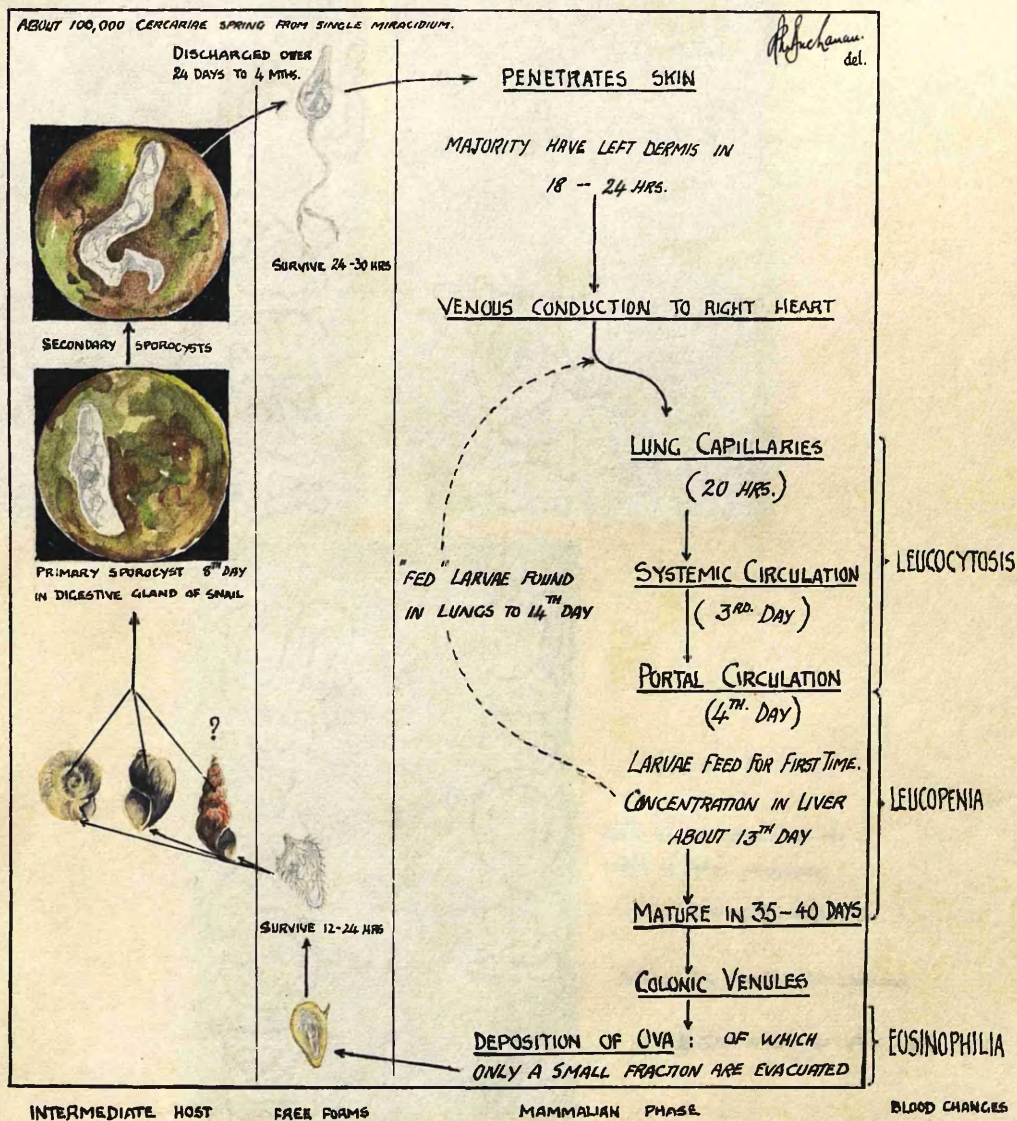 ABOUT 100,000 CERCARIAE SPRING FROM SINGLE MIRACIDIUM.
Buchanan.
del.
DISCHARGED OVER
24 DAYS TO 4 MTHS.
PENETRATES SKIN
MAJORITY HAVE LEFT DERMIS IN
18 -- 24 HRS.
SURVIVE 24-30 HRS
VENOUS CONDUCTION TO RIGHT HEART
SECONDARY SPOROCYSTS
LUNG CAPILLARIES
(20 HRS.)
PRIMARY SPOROCYST 8TH DAY
IN DIGESTIVE GLAND OF SNAIL
"FED" LARVAE FOUND
IN LUNGS TO 14TH DAY
LEUCOCYTOSIS
SYSTEMIC CIRCULATION
(3RD. DAY)
PORTAL CIRCULATION
(4TH. DAY)
?
LARVAE FEED FOR FIRST TIME.
CONCENTRATION IN LIVER
ABOUT 13TH DAY
LEUCOPENIA
MATURE IN 35-40 DAYS
SURVIVE 12-24 HRS
COLONIC VENULES
DEPOSITION OF OVA : OF WHICH
ONLY A SMALL FRACTION ARE EVACUATED
EOSINOPHILIA
INTERMEDIATE HOST FREE FORMS MAMMALIAN PHASE BLOOD CHANGES